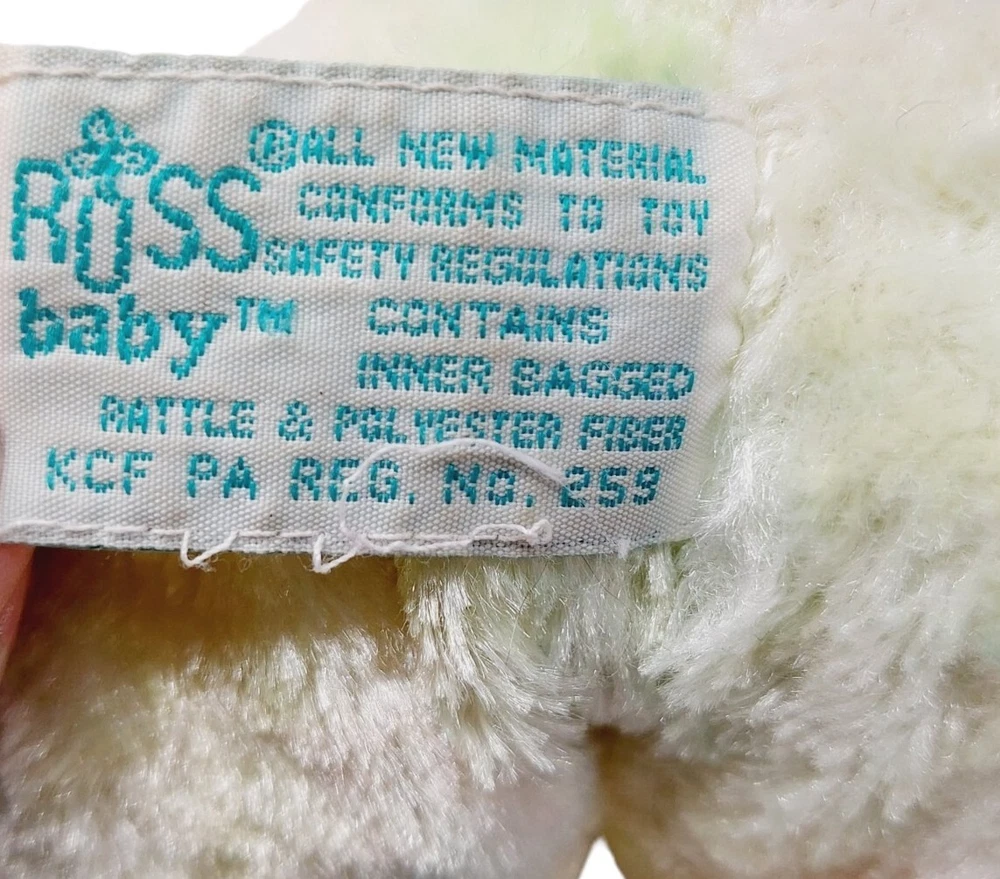 RUSS
baby™
©ALL NEW MATERIAL
CONFORMS TO TOY
SAFETY REGULATIONS
CONTAINS
INNER BAGGED
RATTLE & POLYESTER FIBER
KCF PA REG. No. 259